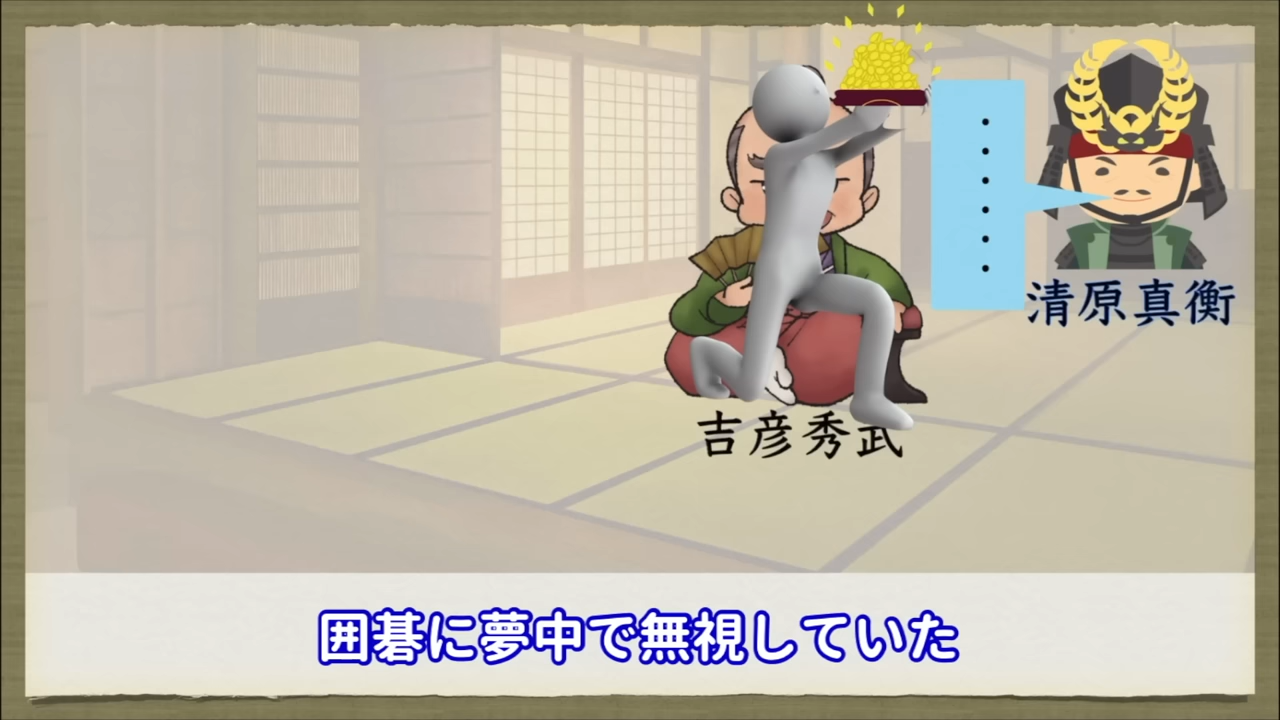 ・・・・・・
清原真衡
吉彦秀武
囲碁に夢中で無視していた